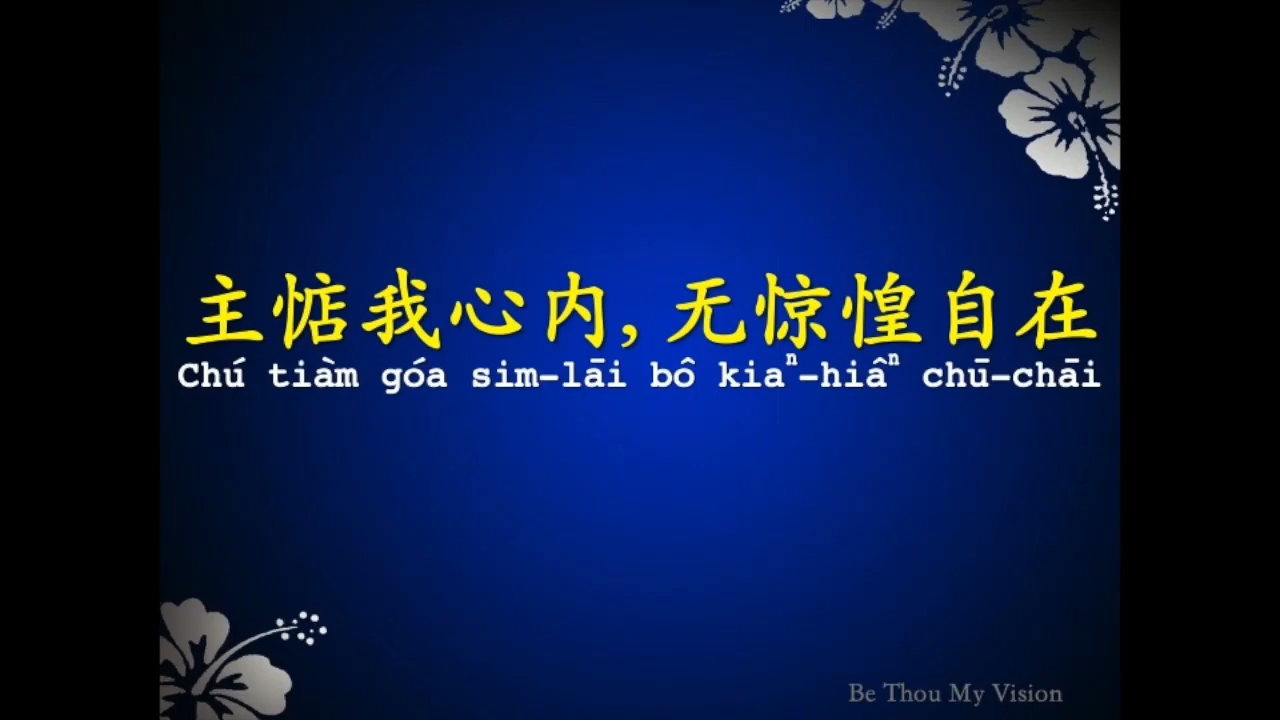 主惦我心内,无惊惶自在
Chú tiàm góa sim-lāi bô kiaⁿ-hiâⁿ chū-chāi
Be Thou My Vision